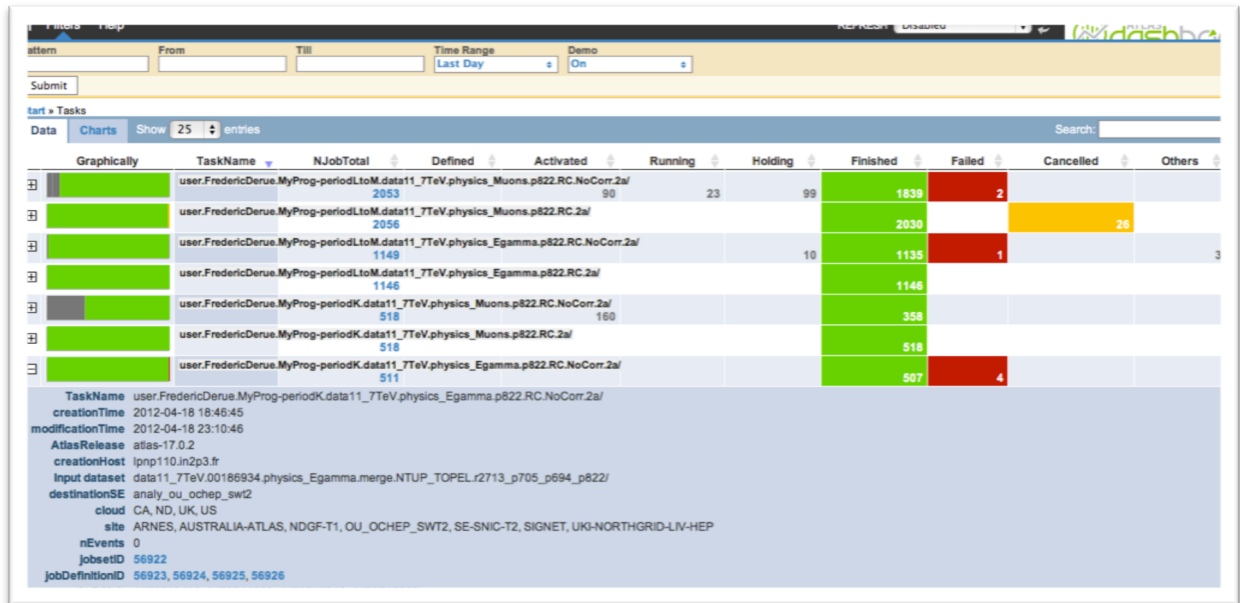 Filters Help REFRESH Disabled
attern From Till Time Range Demo
Last Day On
Submit
tart » Tasks
Data Charts Show 25 entries Search:
Graphically TaskName NJobTotal Defined Activated Running Holding Finished Failed Cancelled Others
user.FredericDerue.MyProg-periodLtoM.data11_7TeV.physics_Muons.p822.RC.NoCorr.2a/
2053 90 23 99 1839 2
user.FredericDerue.MyProg-periodLtoM.data11_7TeV.physics_Muons.p822.RC.2a/
2056 2030 26
user.FredericDerue.MyProg-periodLtoM.data11_7TeV.physics_Egamma.p822.RC.NoCorr.2a/
1149 10 1135 1 3
user.FredericDerue.MyProg-periodLtoM.data11_7TeV.physics_Egamma.p822.RC.2a/
1146 1146
user.FredericDerue.MyProg-periodK.data11_7TeV.physics_Muons.p822.RC.NoCorr.2a/
518 160 358
user.FredericDerue.MyProg-periodK.data11_7TeV.physics_Muons.p822.RC.2a/
518 518
user.FredericDerue.MyProg-periodK.data11_7TeV.physics_Egamma.p822.RC.NoCorr.2a/
511 507 4
TaskName user.FredericDerue.MyProg-periodK.data11_7TeV.physics_Egamma.p822.RC.NoCorr.2a/
creationTime 2012-04-18 18:46:45
modificationTime 2012-04-18 23:10:46
AtlasRelease atlas-17.0.2
creationHost lpnp110.in2p3.fr
Input dataset data11_7TeV.00186934.physics_Egamma.merge.NTUP_TOPEL.r2713_p705_p694_p822/
destinationSE analy_ou_ochep_swt2
cloud CA, ND, UK, US
site ARNES, AUSTRALIA-ATLAS, NDGF-T1, OU_OCHEP_SWT2, SE-SNIC-T2, SIGNET, UKI-NORTHGRID-LIV-HEP
nEvents 0
jobsetID 56922
jobDefinitionID 56923, 56924, 56925, 56926